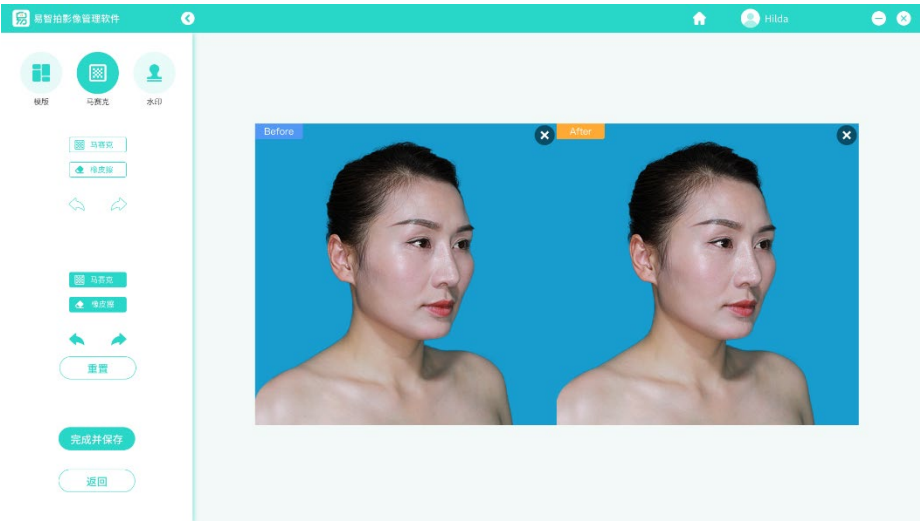 易智拍影像管理软件
Hilda
模版 马赛克 水印
马赛克
橡皮擦
马赛克
橡皮擦
重置
完成并保存
返回
Before After